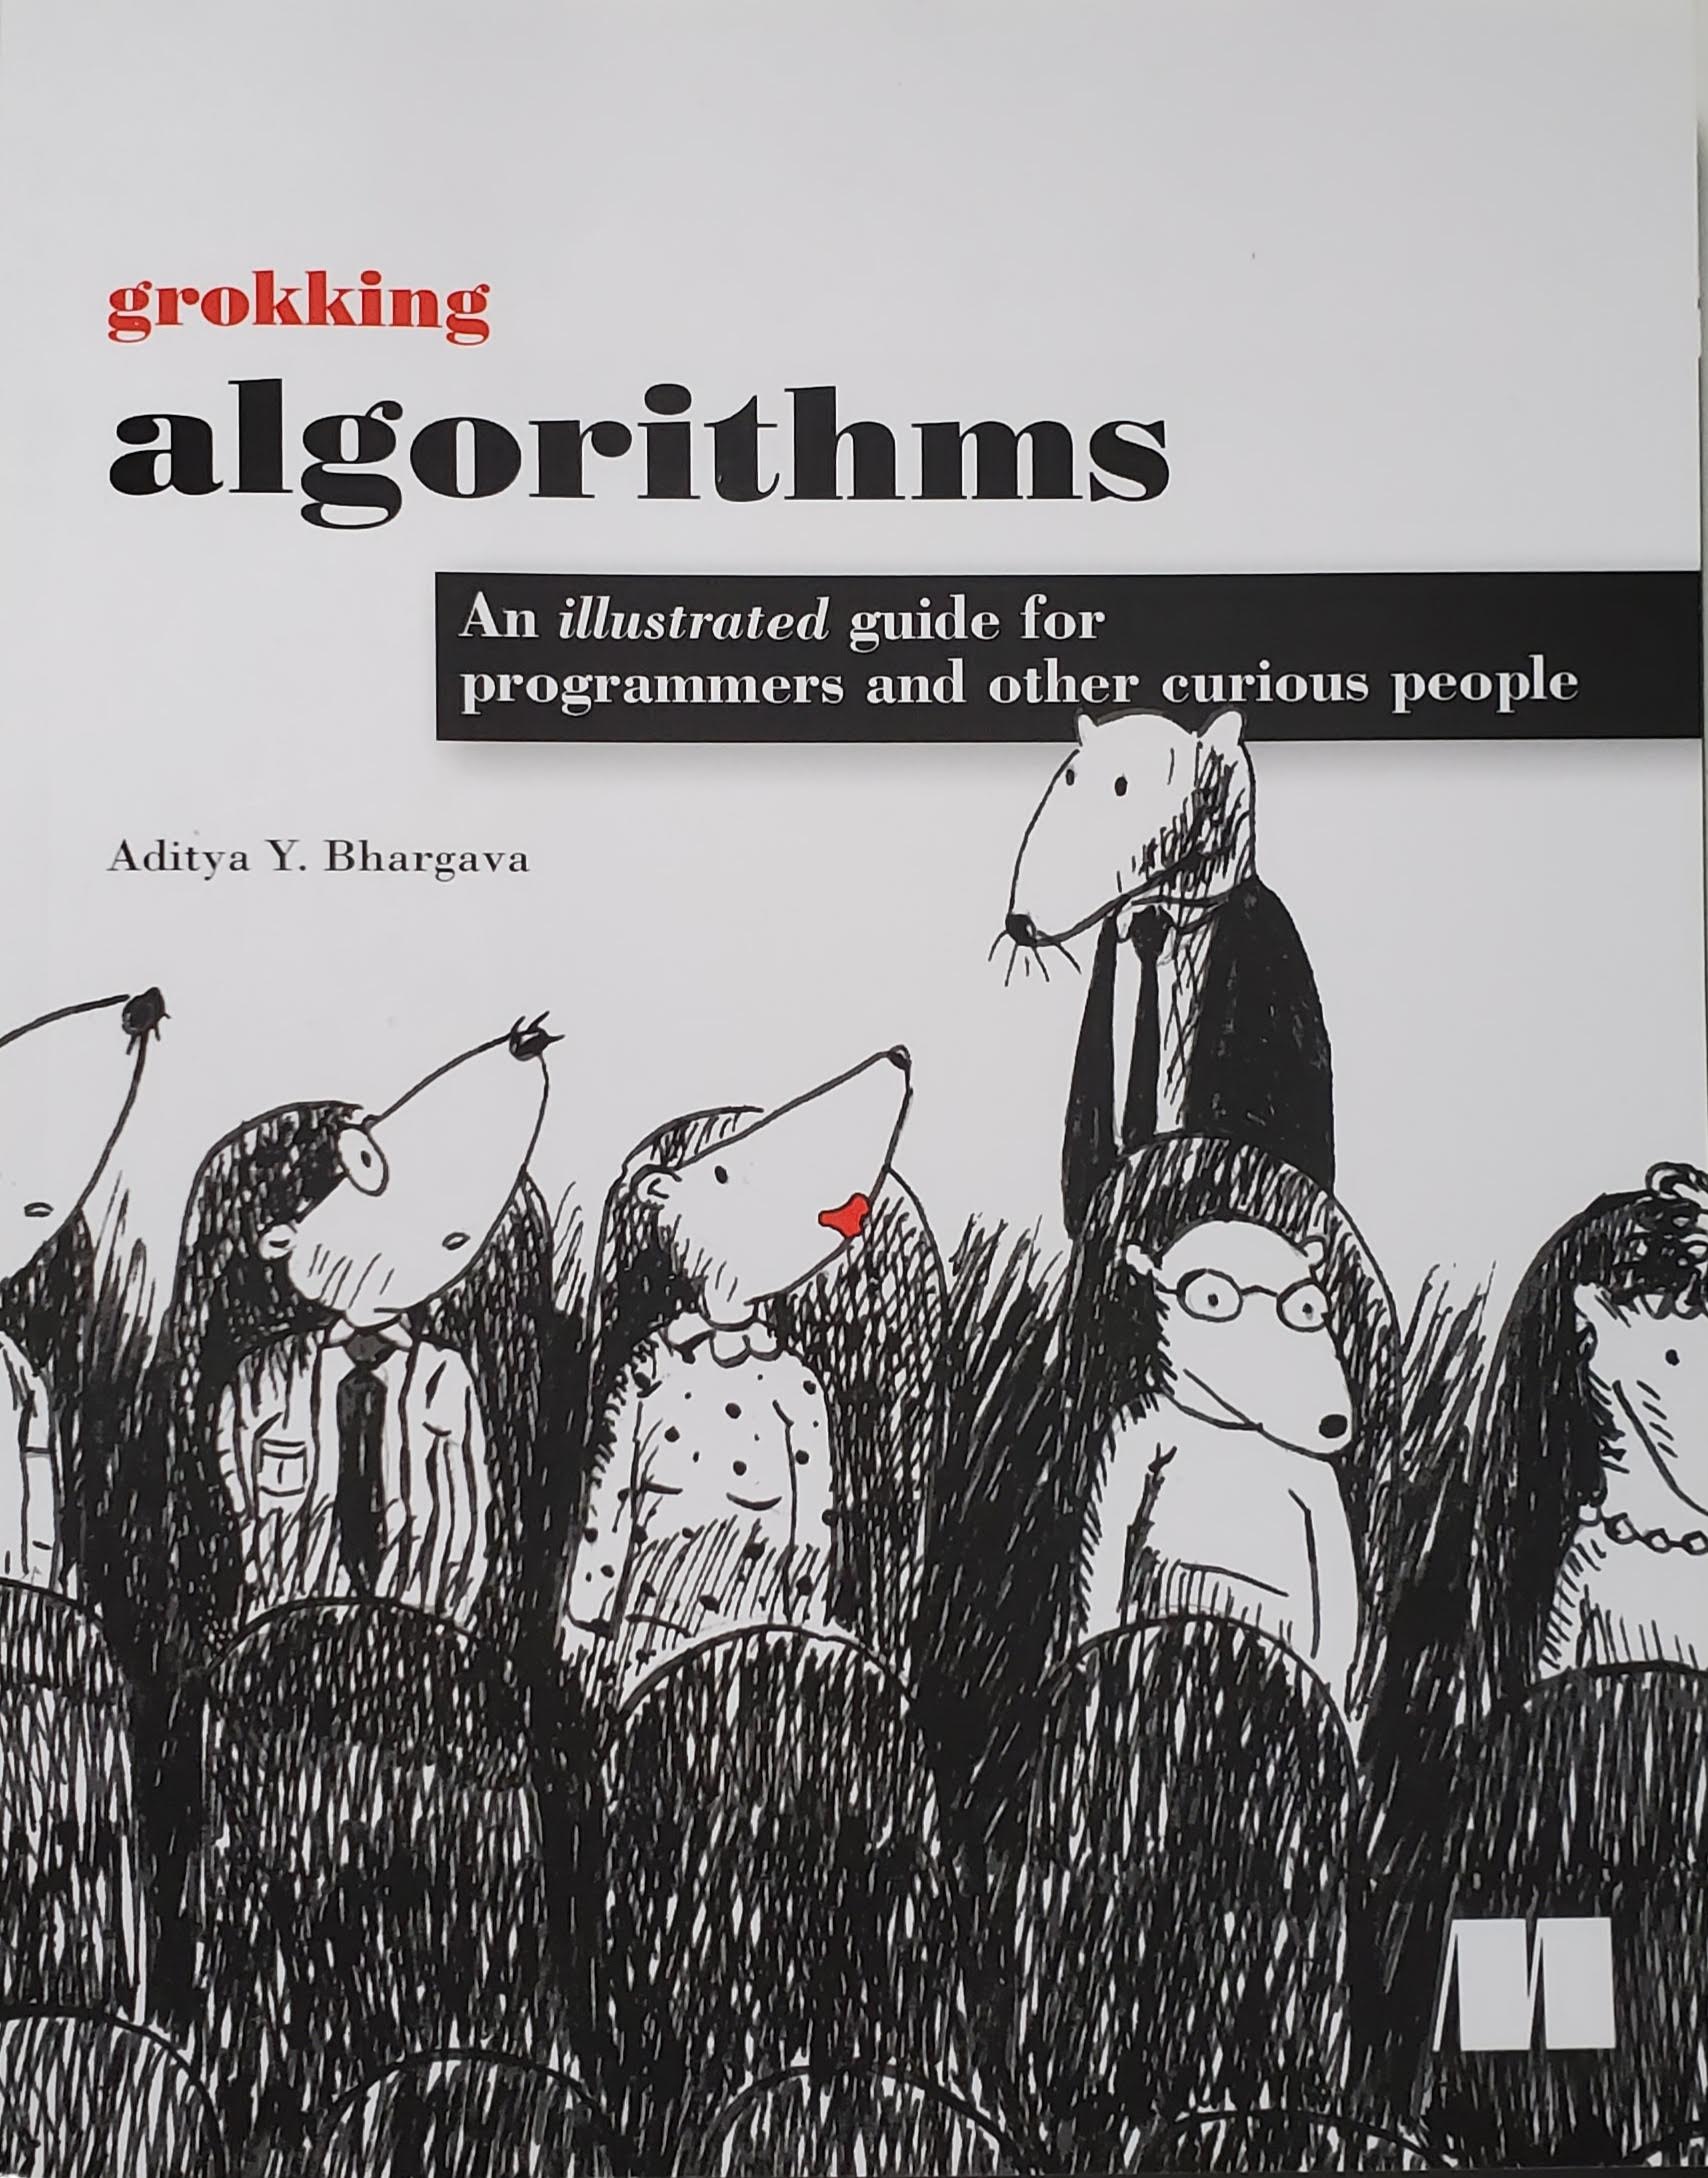 grokking
algorithms
An illustrated guide for
programmers and other curious people
Aditya Y. Bhargava